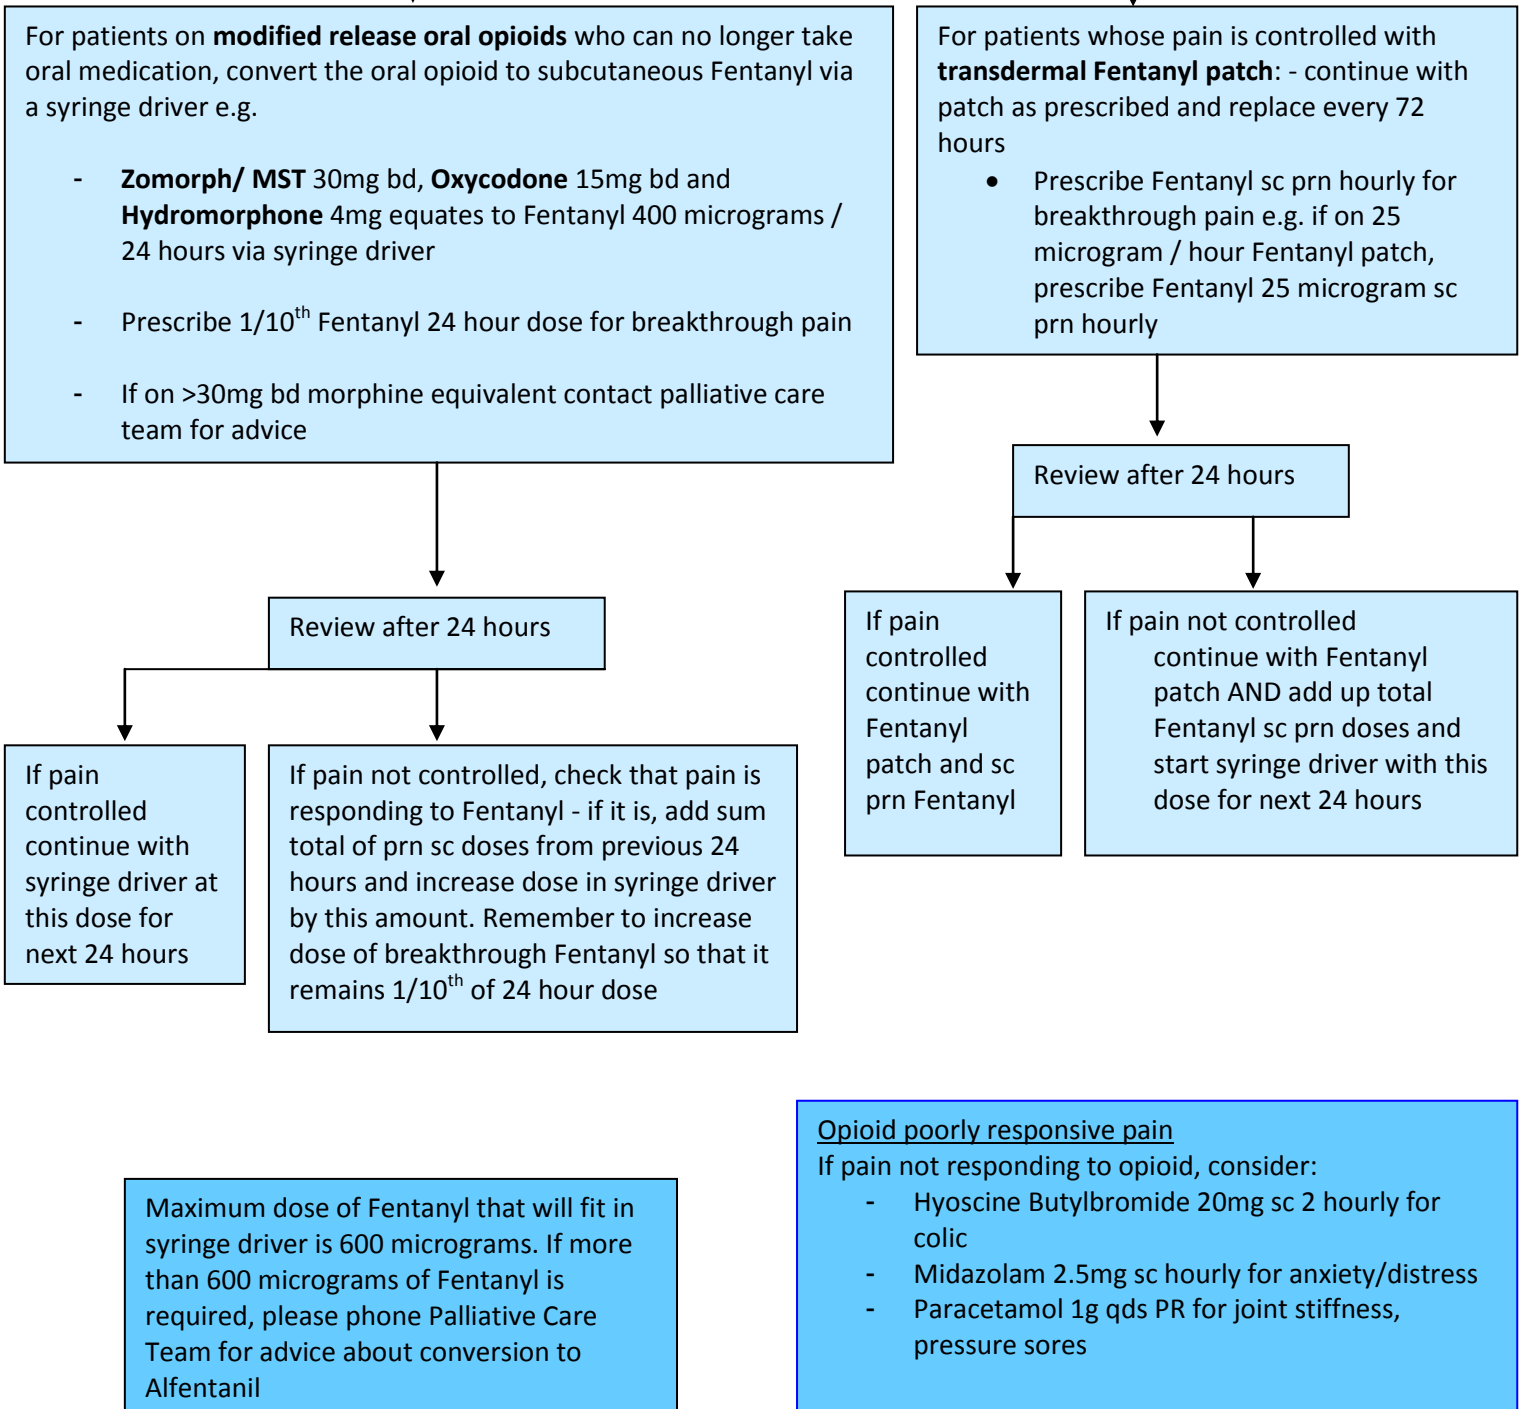 For patients on modified release oral opioids who can no longer take
oral medication, convert the oral opioid to subcutaneous Fentanyl via
a syringe driver e.g.
- Zomorph/ MST 30mg bd, Oxycodone 15mg bd and
Hydromorphone 4mg equates to Fentanyl 400 micrograms /
24 hours via syringe driver
- Prescribe 1/10th Fentanyl 24 hour dose for breakthrough pain
- If on >30mg bd morphine equivalent contact palliative care
team for advice
For patients whose pain is controlled with
transdermal Fentanyl patch: - continue with
patch as prescribed and replace every 72
hours
• Prescribe Fentanyl sc prn hourly for
breakthrough pain e.g. if on 25
microgram / hour Fentanyl patch,
prescribe Fentanyl 25 microgram sc
prn hourly
Review after 24 hours
If pain
controlled
continue with
Fentanyl
patch and sc
prn Fentanyl
If pain not controlled
continue with Fentanyl
patch AND add up total
Fentanyl sc prn doses and
start syringe driver with this
dose for next 24 hours
Review after 24 hours
If pain
controlled
continue with
syringe driver at
this dose for
next 24 hours
If pain not controlled, check that pain is
responding to Fentanyl - if it is, add sum
total of prn sc doses from previous 24
hours and increase dose in syringe driver
by this amount. Remember to increase
dose of breakthrough Fentanyl so that it
remains 1/10th of 24 hour dose
Maximum dose of Fentanyl that will fit in
syringe driver is 600 micrograms. If more
than 600 micrograms of Fentanyl is
required, please phone Palliative Care
Team for advice about conversion to
Alfentanil
Opioid poorly responsive pain
If pain not responding to opioid, consider:
- Hyoscine Butylbromide 20mg sc 2 hourly for
colic
- Midazolam 2.5mg sc hourly for anxiety/distress
- Paracetamol 1g qds PR for joint stiffness,
pressure sores